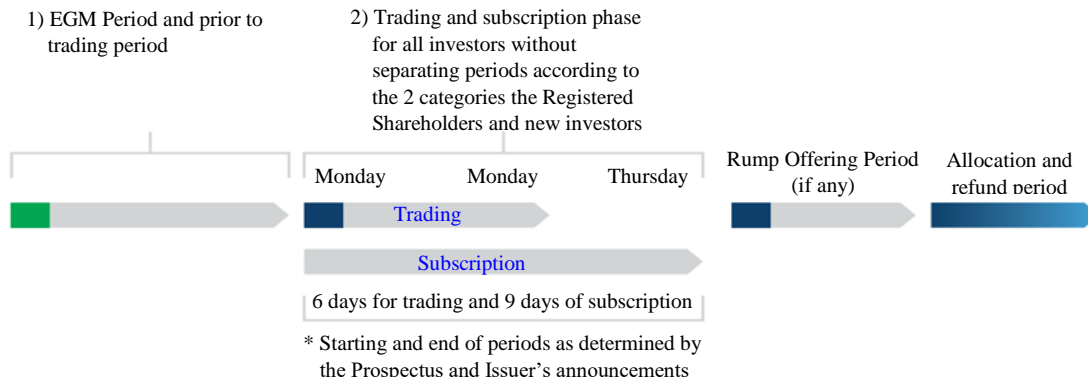 1) EGM Period and prior to
trading period
2) Trading and subscription phase
for all investors without
separating periods according to
the 2 categories the Registered
Shareholders and new investors
Monday
Monday
Thursday
Trading
Subscription
6 days for trading and 9 days of subscription
* Starting and end of periods as determined by
the Prospectus and Issuer's announcements
Rump Offering Period
(if any)
Allocation and
refund period